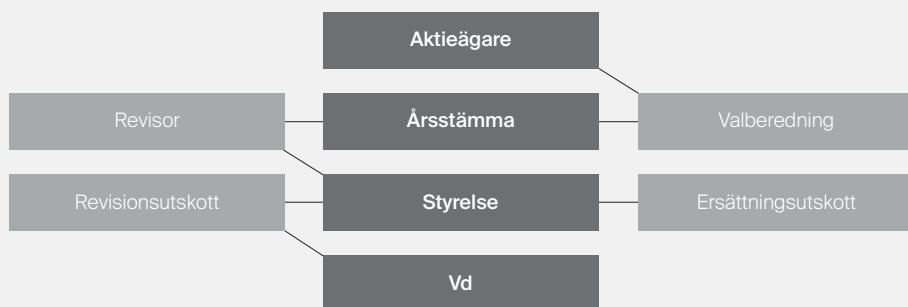 Aktieägare
Revisor
Årsstämma
Valberedning
Revisionsutskott
Styrelse
Ersättningsutskott
Vd